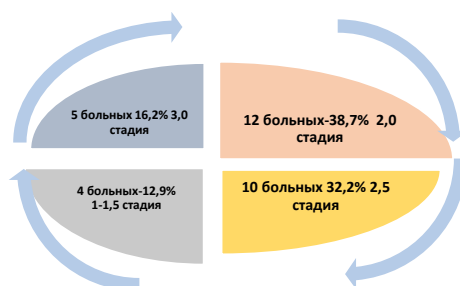 5 больных 16,2% 3,0
стадия
12 больных-38,7% 2,0
стадия
4 больных-12,9%
1-1,5 стадия
10 больных 32,2% 2,5
стадия